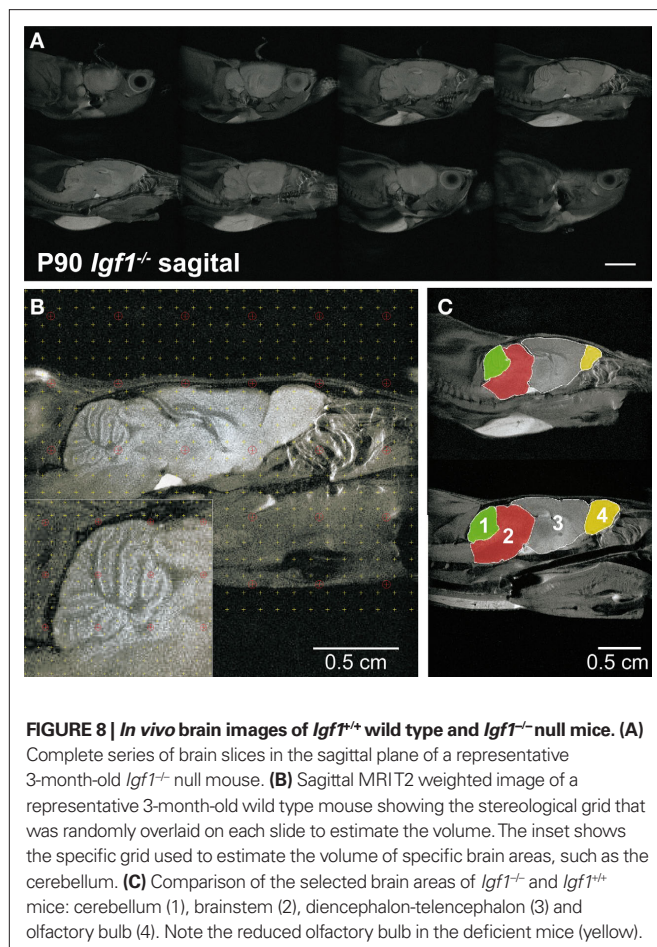 A
P90 Igf1-/- sagital
B
C
1
2
3
4
0.5 cm
0.5 cm
FIGURE 8 | In vivo brain images of Igf1+/+ wild type and Igf1–/– null mice. (A)
Complete series of brain slices in the sagittal plane of a representative
3-month-old Igf1–/– null mouse. (B) Sagittal MRI T2 weighted image of a
representative 3-month-old wild type mouse showing the stereological grid that
was randomly overlaid on each slide to estimate the volume. The inset shows
the specific grid used to estimate the volume of specific brain areas, such as the
cerebellum. (C) Comparison of the selected brain areas of Igf1–/– and Igf1+/+
mice: cerebellum (1), brainstem (2), diencephalon-telencephalon (3) and
olfactory bulb (4). Note the reduced olfactory bulb in the deficient mice (yellow).